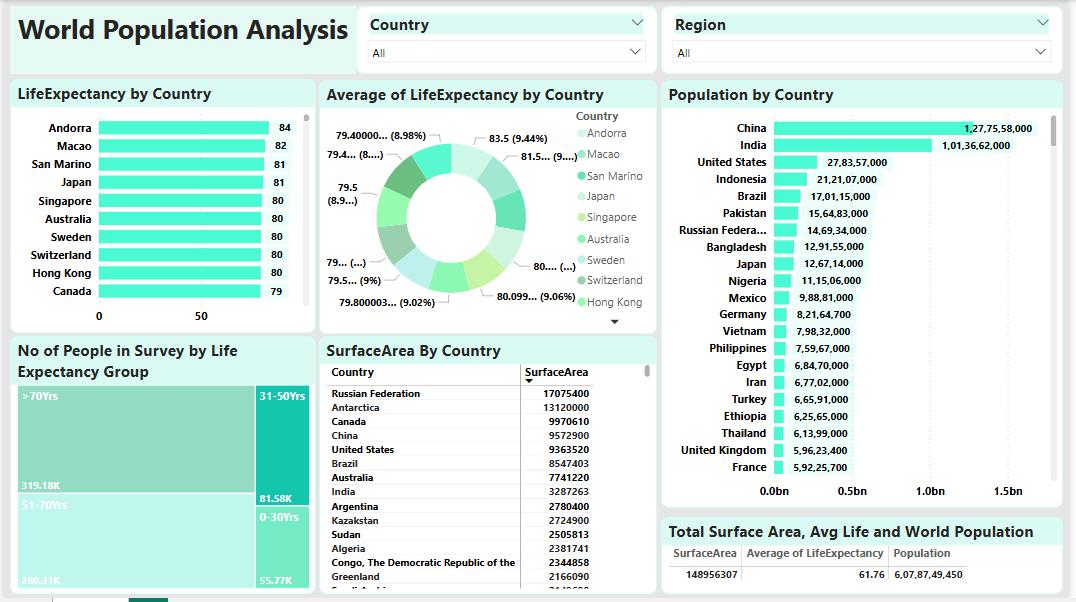 World Population Analysis
Country
All
Region
All
LifeExpectancy by Country
Andorra 84
Macao 82
San Marino 81
Japan 81
Singapore 80
Australia 80
Sweden 80
Switzerland 80
Hong Kong 80
Canada 79
0 50
Average of LifeExpectancy by Country
79.40000... (8.98%)
83.5 (9.44%)
79.4... (8....)
81.5... (9....)
79.5
(8.9...)
79... (...)
80.... (...)
79.5... (9%)
80.099... (9.06%)
79.800003... (9.02%)
Country
Andorra
Macao
San Marino
Japan
Singapore
Australia
Sweden
Switzerland
Hong Kong
Population by Country
China 1,27,75,58,000
India 1,01,36,62,000
United States 27,83,57,000
Indonesia 21,21,07,000
Brazil 17,01,15,000
Pakistan 15,64,83,000
Russian Federa... 14,69,34,000
Bangladesh 12,91,55,000
Japan 12,67,14,000
Nigeria 11,15,06,000
Mexico 9,88,81,000
Germany 8,21,64,700
Vietnam 7,98,32,000
Philippines 7,59,67,000
Egypt 6,84,70,000
Iran 6,77,02,000
Turkey 6,65,91,000
Ethiopia 6,25,65,000
Thailand 6,13,99,000
United Kingdom 5,96,23,400
France 5,92,25,700
0.0bn 0.5bn 1.0bn 1.5bn
No of People in Survey by Life
Expectancy Group
>70Yrs
319.18K
31-50Yrs
81.58K
51-70Yrs
280.31K
0-30Yrs
55.77K
SurfaceArea By Country
Country SurfaceArea
Russian Federation 17075400
Antarctica 13120000
Canada 9970610
China 9572900
United States 9363520
Brazil 8547403
Australia 7741220
India 3287263
Argentina 2780400
Kazakstan 2724900
Sudan 2505813
Algeria 2381741
Congo, The Democratic Republic of the 2344858
Greenland 2166090
Total Surface Area, Avg Life and World Population
SurfaceArea Average of LifeExpectancy Population
148956307 61.76 6,07,87,49,450